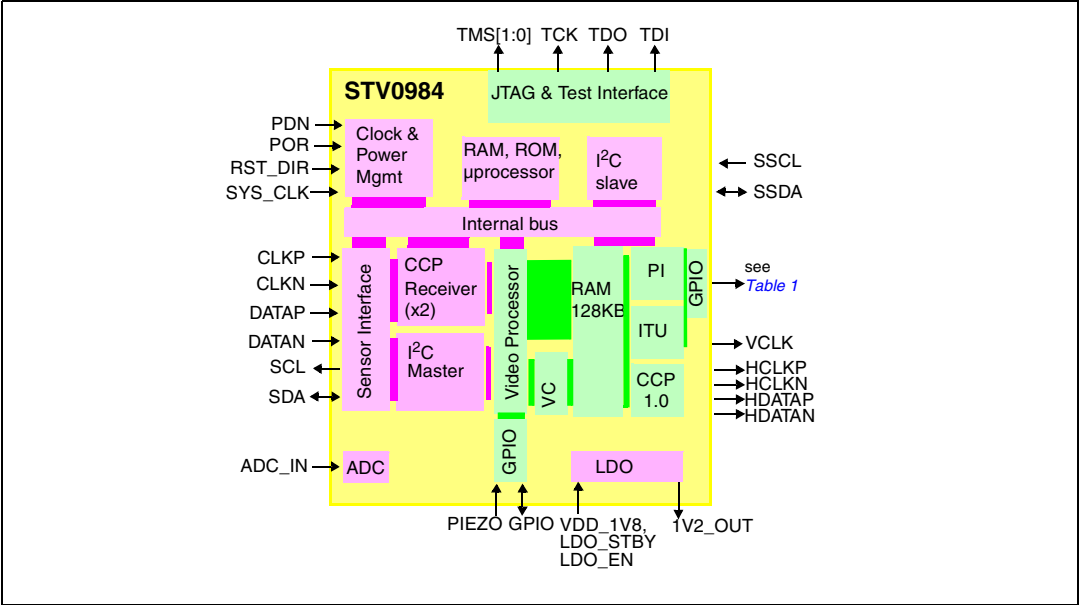 TMS[1:0] TCK TDO TDI
STV0984
JTAG & Test Interface
PDN
POR
RST_DIR
SYS_CLK
Clock &
Power
Mgmt
RAM, ROM,
µprocessor
I²C
slave
SSCL
SSDA
Internal bus
CLKP
CLKN
DATAP
DATAN
SCL
SDA
Sensor Interface
CCP
Receiver
(x2)
I²C
Master
Video Processor
VC
RAM
128KB
PI
ITU
CCP
1.0
GPIO
see
Table 1
VCLK
HCLKP
HCLKN
HDATAP
HDATAN
ADC_IN
ADC
GPIO
LDO
PIEZO GPIO VDD_1V8, 1V2_OUT
LDO_STBY
LDO_EN